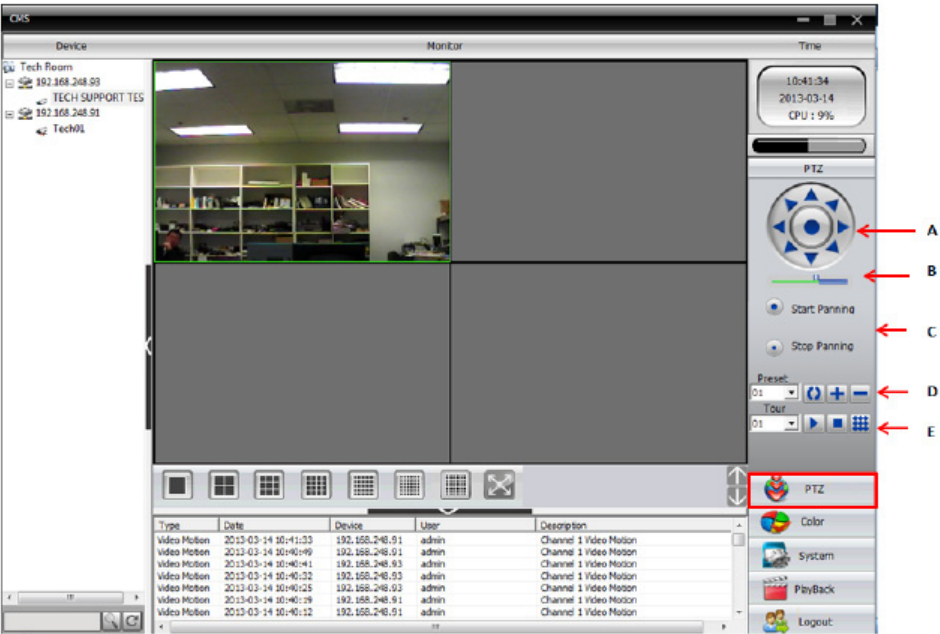 CMS
Device Monitor Time
Tech Room
192.168.248.93
TECH SUPPORT TES
192.168.248.91
Tech01
10:41:34
2013-03-14
CPU : 9%
PTZ
A
B
Start Panning
C
Stop Panning
Preset
01
D
Tour
01
E
PTZ
Color
System
PlayBack
Logout
Type Date Device User Description
Video Motion 2013-03-14 10:41:33 192.168.248.91 admin Channel 1 Video Motion
Video Motion 2013-03-14 10:40:49 192.168.248.91 admin Channel 1 Video Motion
Video Motion 2013-03-14 10:40:41 192.168.248.93 admin Channel 1 Video Motion
Video Motion 2013-03-14 10:40:32 192.168.248.93 admin Channel 1 Video Motion
Video Motion 2013-03-14 10:40:25 192.168.248.93 admin Channel 1 Video Motion
Video Motion 2013-03-14 10:40:19 192.168.248.91 admin Channel 1 Video Motion
Video Motion 2013-03-14 10:40:12 192.168.248.91 admin Channel 1 Video Motion